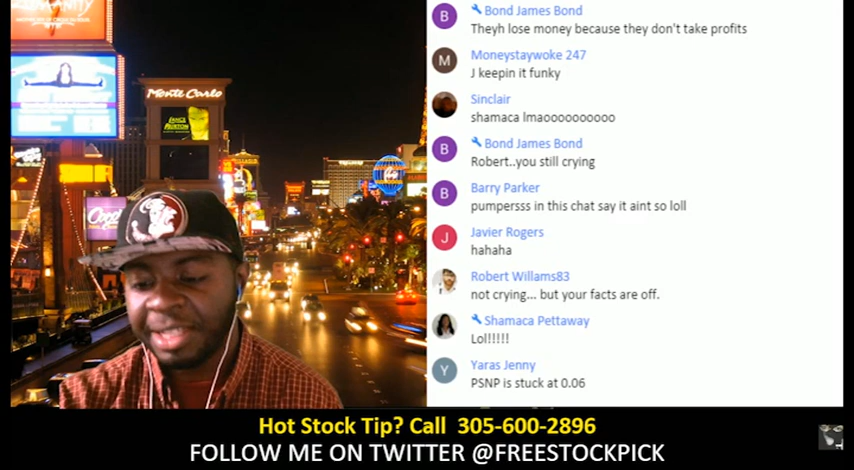 Monte Carlo
LANCE
BURTON
Coco
Bond James Bond
Theyh lose money because they don't take profits
Moneystaywoke 247
J keepin it funky
Sinclair
shamaca lmaoooooooooo
Bond James Bond
Robert..you still crying
Barry Parker
pumpersss in this chat say it aint so loll
Javier Rogers
hahaha
Robert Willams83
not crying... but your facts are off.
Shamaca Pettaway
Lol!!!!!
Yaras Jenny
PSNP is stuck at 0.06
B
M
B
B
J
Y
Hot Stock Tip? Call 305-600-2896
FOLLOW ME ON TWITTER @FREESTOCKPICK